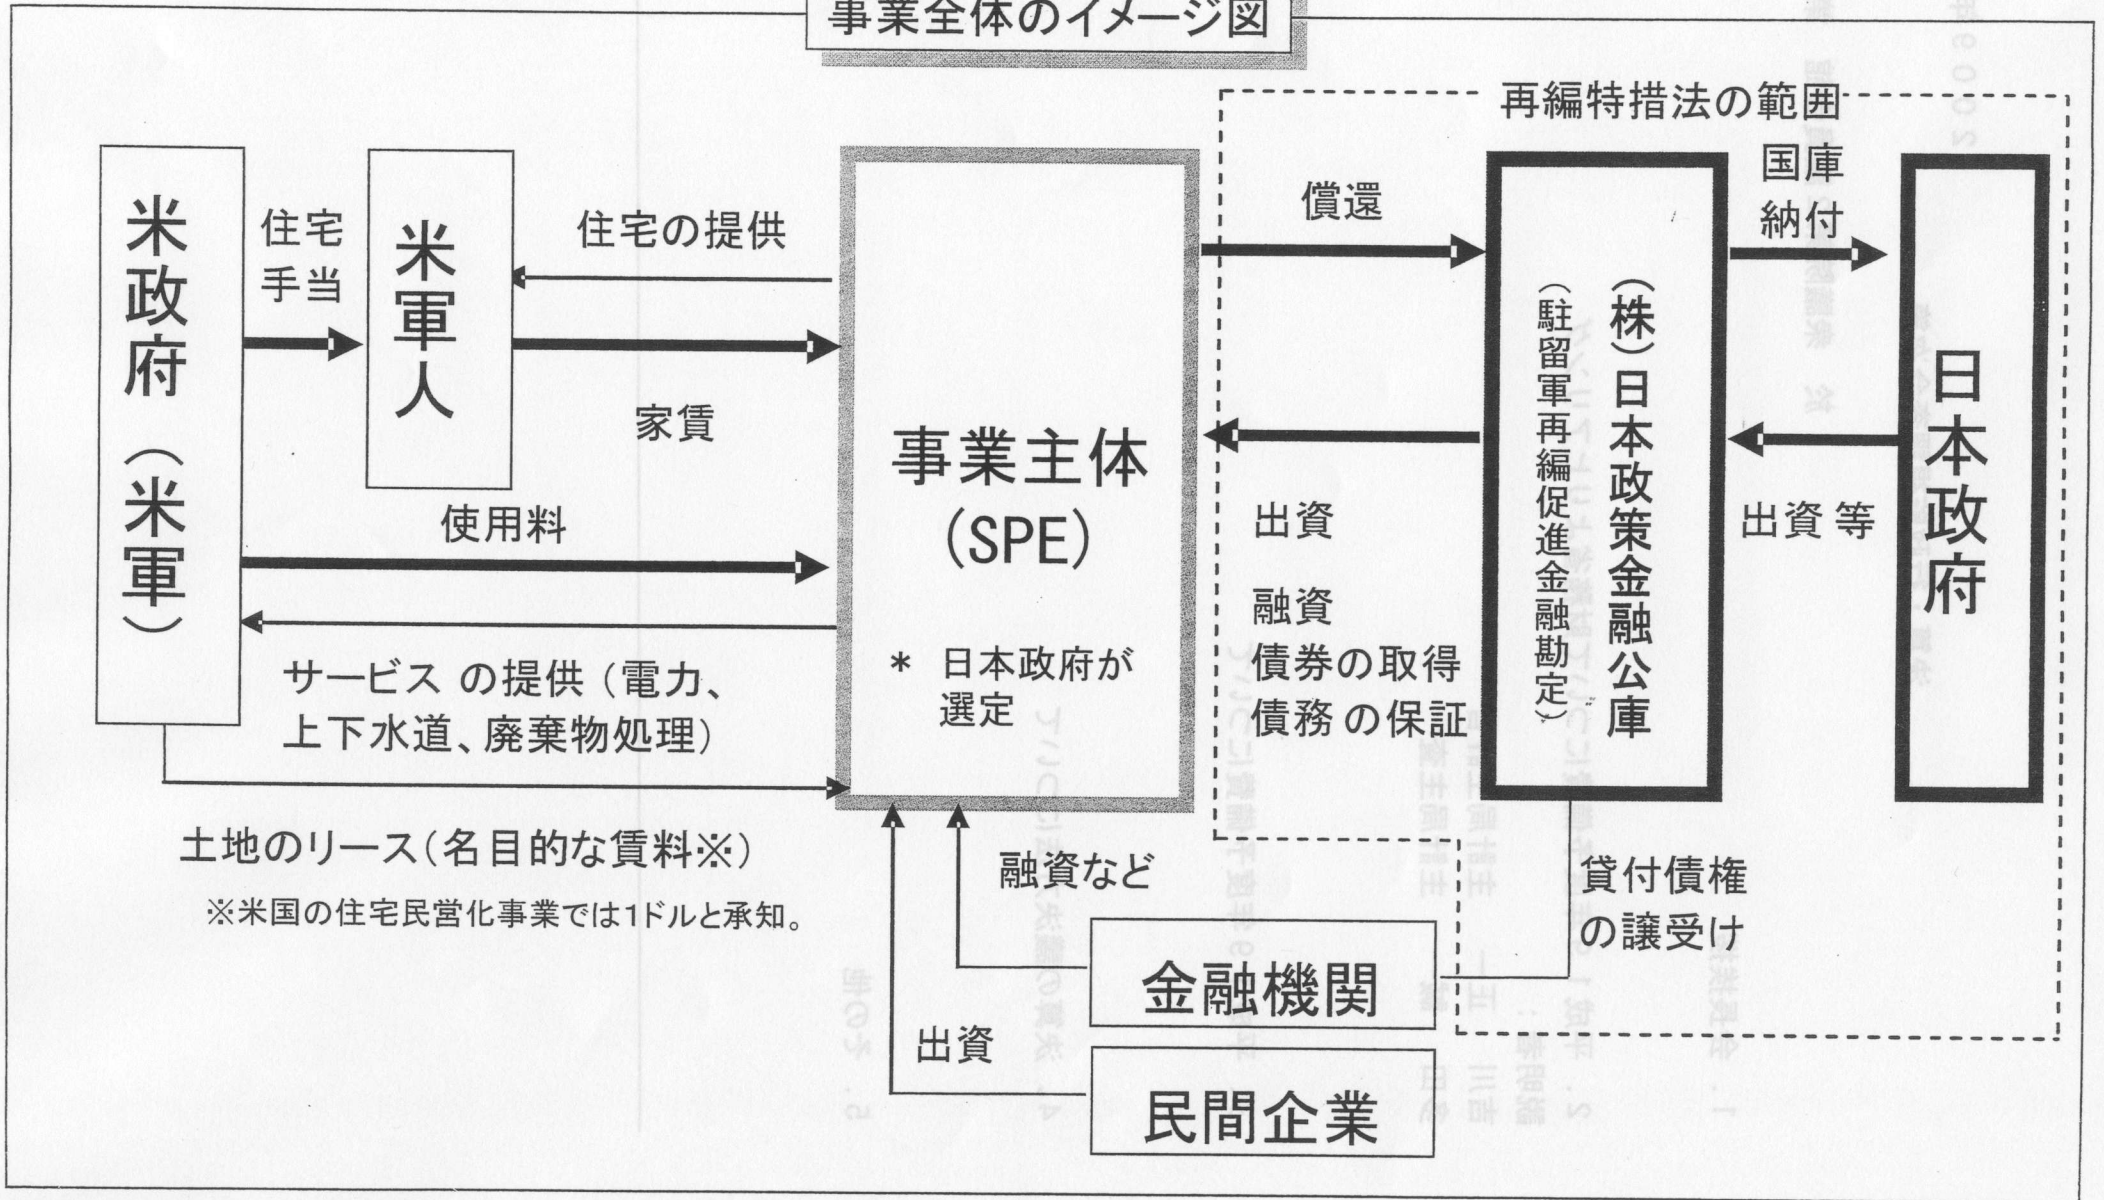 事業全体のイメージ図
再編特措法の範囲
米政府(米軍)
住宅
手当
米軍人
住宅の提供
家賃
使用料
サービス の提供(電力、
上下水道、廃棄物処理)
土地のリース(名目的な賃料※)
※米国の住宅民営化事業では1ドルと承知。
事業主体
(SPE)
* 日本政府が
選定
償還
出資
融資
債券の取得
債務 の保証
(株)日本政策金融公庫
(駐留軍再編促進金融勘定)
国庫
納付
出資 等
日本政府
融資など
出資
金融機関
民間企業
貸付債権
の譲受け